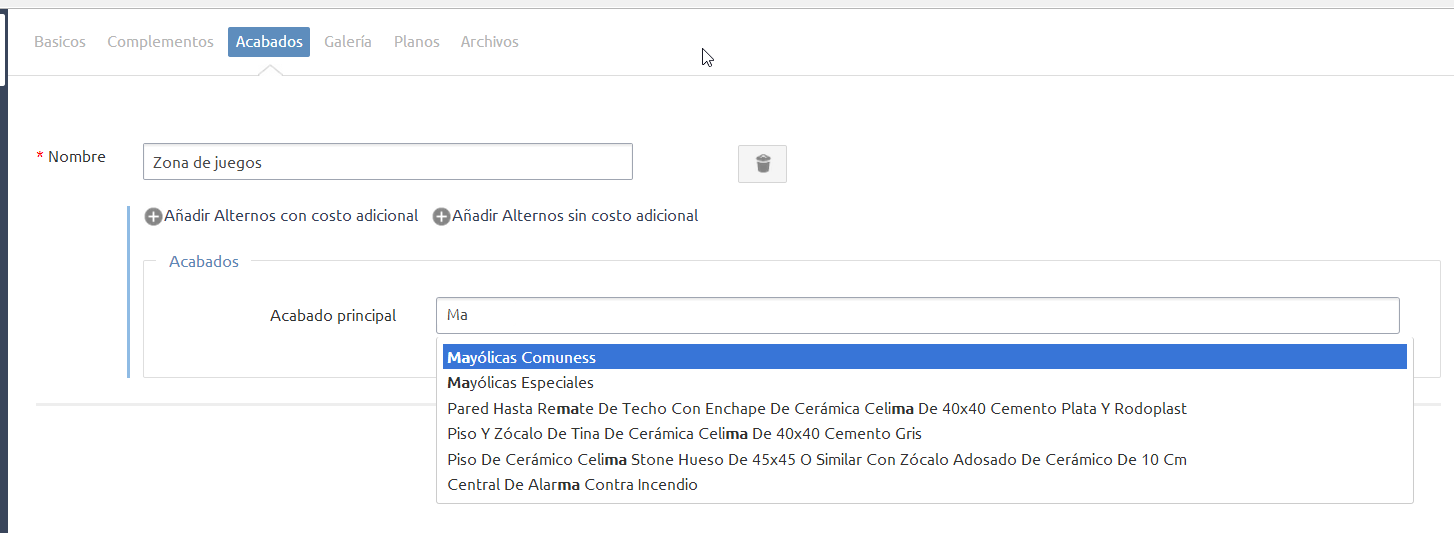 Basicos Complementos Acabados Galería Planos Archivos
* Nombre Zona de juegos
Añadir Alternos con costo adicional Añadir Alternos sin costo adicional
Acabados
Acabado principal Ma
Mayólicas Comuness
Mayólicas Especiales
Pared Hasta Remate De Techo Con Enchape De Cerámica Celima De 40x40 Cemento Plata Y Rodoplast
Piso Y Zócalo De Tina De Cerámica Celima De 40x40 Cemento Gris
Piso De Cerámico Celima Stone Hueso De 45x45 O Similar Con Zócalo Adosado De Cerámico De 10 Cm
Central De Alarma Contra Incendio